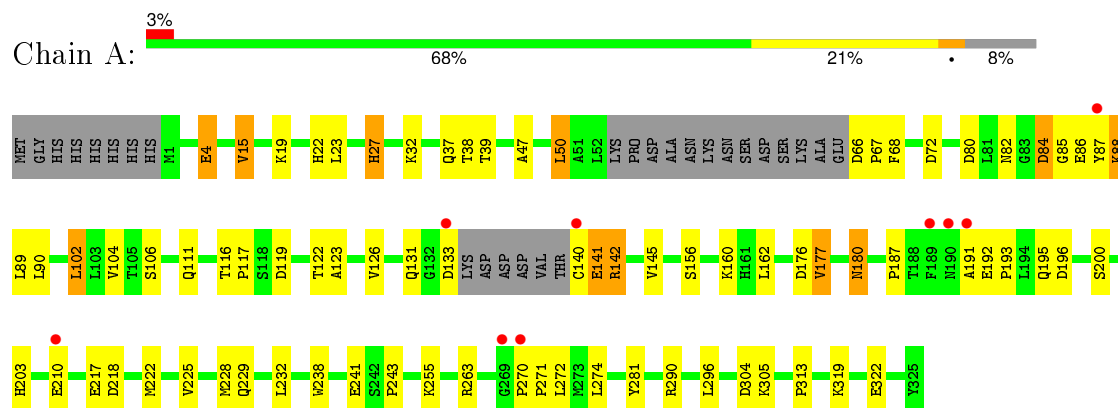 3%
Chain A:
68% 21% • 8%
MET GLY HIS HIS HIS HIS HIS HIS M1 E4 V15 K19 H22 L23 H27 K32 Q37 T38 T39 A47 L50 A51 L52 LYS PRO ASP ALA ASN LYS ASN SER ASP SER LYS ALA GLU D66 P67 F68 D72 D80 L81 N82 G83 D84 G85 E86 Y87 K88
L89 L90 L102 L103 V104 T105 S106 Q111 T116 P117 S118 D119 T122 A123 V126 Q131 G132 D133 LYS ASP ASP ASP VAL THR C140 E141 R142 V145 S156 K160 H161 L162 D176 V177 N180 P187 T188 F189 N190 A191 E192 P193 L194 Q195 D196 S200
H203 E210 E217 D218 M222 V225 M228 Q229 L232 W238 E241 S242 P243 K255 R263 G269 P270 P271 L272 M273 L274 Y281 R290 L296 D304 K305 P313 K319 E322 Y325